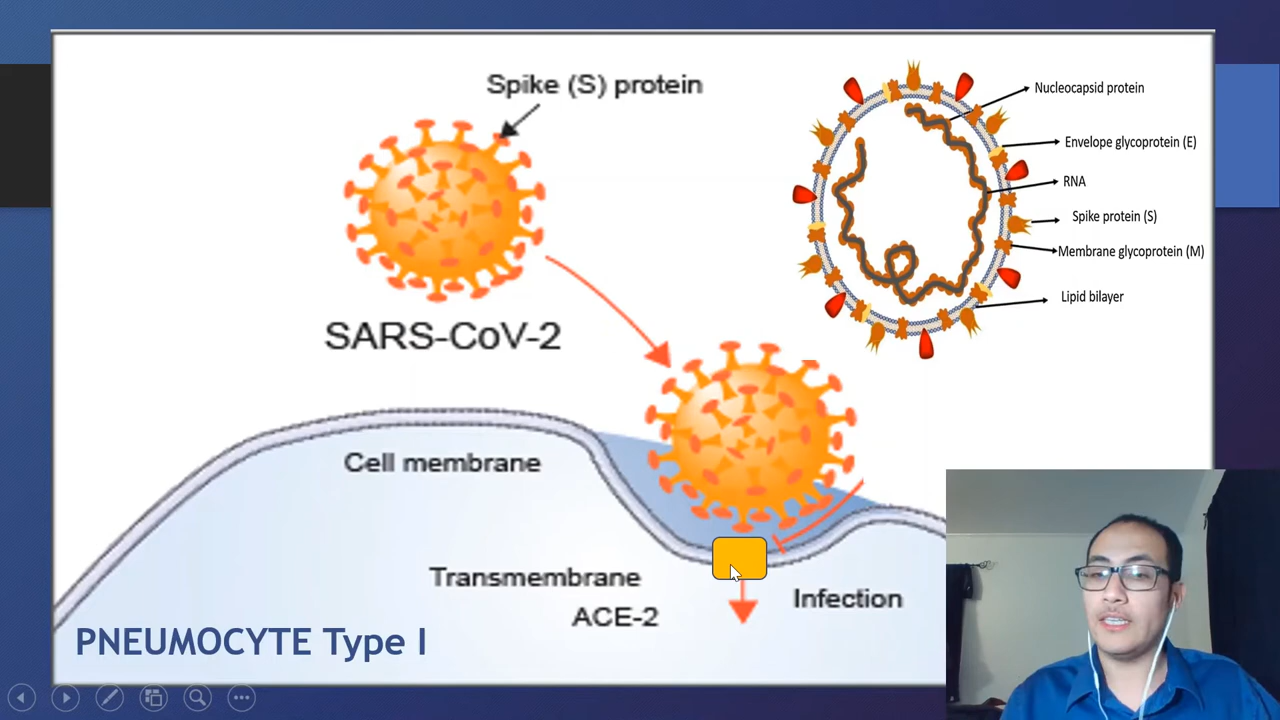 Spike (S) protein
SARS-CoV-2
Nucleocapsid protein
Envelope glycoprotein (E)
RNA
Spike protein (S)
Membrane glycoprotein (M)
Lipid bilayer
Cell membrane
Transmembrane
ACE-2
Infection
PNEUMOCYTE Type I